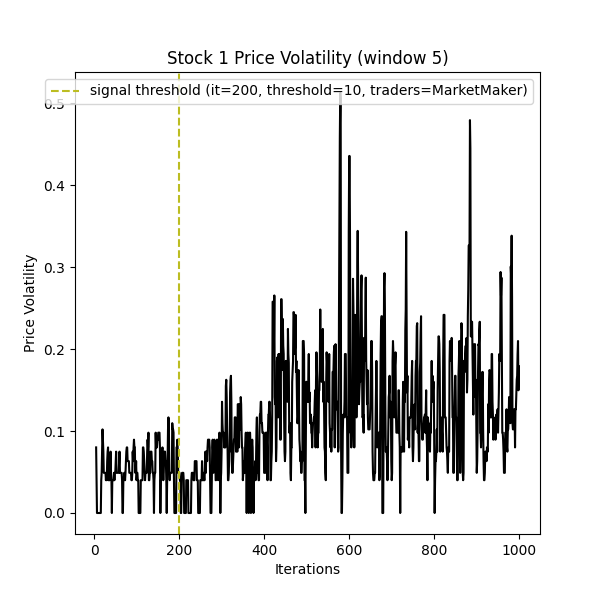 Stock 1 Price Volatility (window 5)
signal threshold (it=200, threshold=10, traders=MarketMaker)
0.5
0.4
0.3
0.2
0.1
0.0
Price Volatility
0 200 400 600 800 1000
Iterations